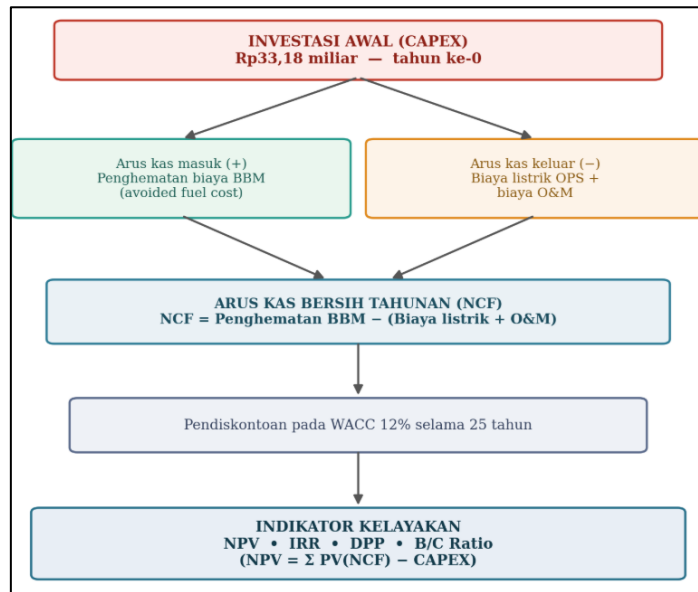 INVESTASI AWAL (CAPEX)
Rp33,18 miliar — tahun ke-0
Arus kas masuk (+)
Penghematan biaya BBM
(avoided fuel cost)
Arus kas keluar (−)
Biaya listrik OPS +
biaya O&M
ARUS KAS BERSIH TAHUNAN (NCF)
NCF = Penghematan BBM − (Biaya listrik + O&M)
Pendiskontoan pada WACC 12% selama 25 tahun
INDIKATOR KELAYAKAN
NPV • IRR • DPP • B/C Ratio
(NPV = Σ PV(NCF) − CAPEX)